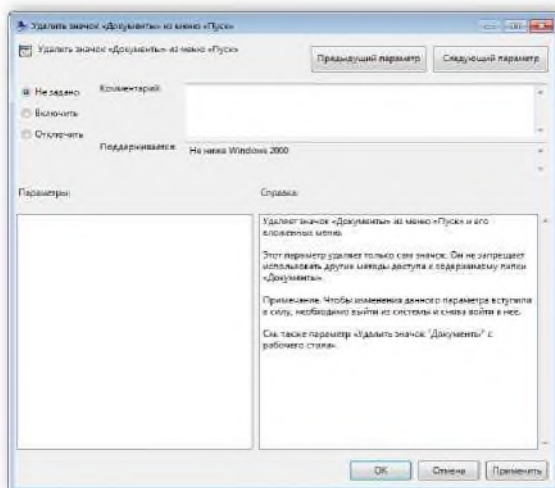 Удалить значок «Документы» из меню «Пуск»
Удалить значок «Документы» из меню «Пуск»
Предыдущий параметр
Следующий параметр
Не задано
Комментарий:
Включить
Отключить
Поддерживается:
Не ниже Windows 2000
Параметры:
Справка:
Удаляет значок «Документы» из меню «Пуск» и его
вложенных меню.
Этот параметр удаляет только сам значок. Он не запрещает
использовать другие методы доступа к содержимому папки
«Документы».
Примечание. Чтобы изменения данного параметра вступили
в силу, необходимо выйти из системы и снова войти в нее.
См. также параметр «Удалить значок "Документы" с
рабочего стола».
ОК
Отмена
Применить